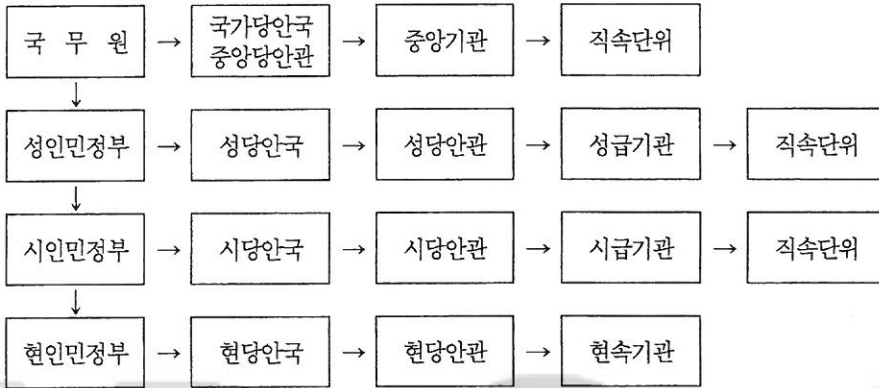 국 무 원 → 국가당안국 중앙당안관 → 중앙기관 → 직속단위
↓
성인민정부 → 성당안국 → 성당안관 → 성급기관 → 직속단위
↓
시인민정부 → 시당안국 → 시당안관 → 시급기관 → 직속단위
↓
현인민정부 → 현당안국 → 현당안관 → 현속기관